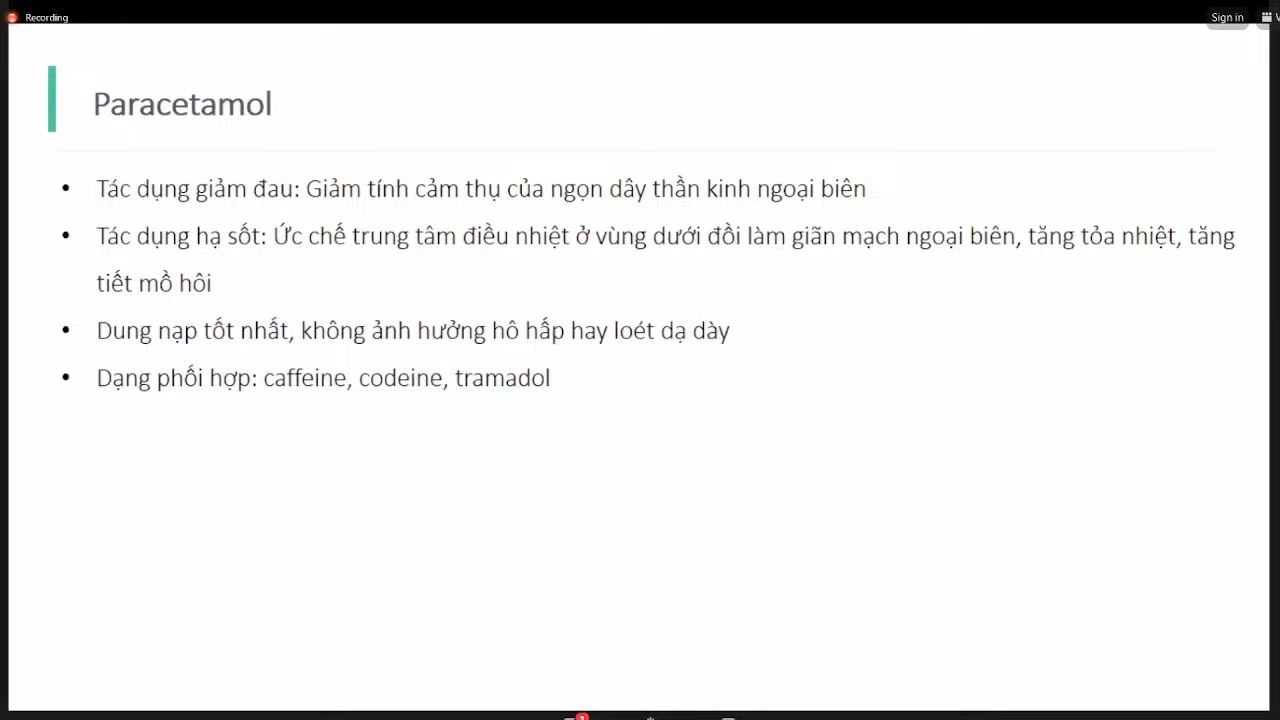 Recording
Sign in
Paracetamol
• Tác dụng giảm đau: Giảm tính cảm thụ của ngọn dây thần kinh ngoại biên
• Tác dụng hạ sốt: Ức chế trung tâm điều nhiệt ở vùng dưới đồi làm giãn mạch ngoại biên, tăng tỏa nhiệt, tăng
tiết mồ hôi
• Dung nạp tốt nhất, không ảnh hưởng hô hấp hay loét dạ dày
• Dạng phối hợp: caffeine, codeine, tramadol